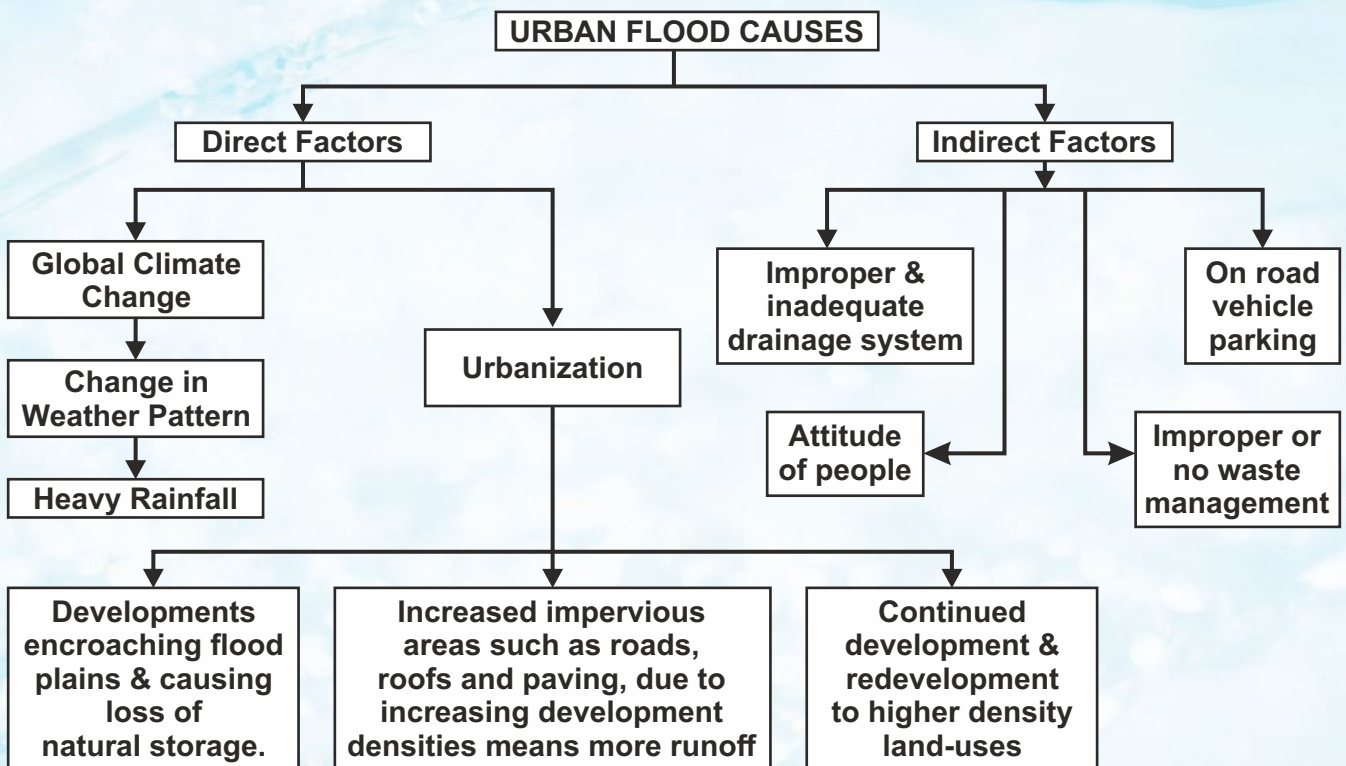 URBAN FLOOD CAUSES
Direct Factors
Indirect Factors
Global Climate
Change
Change in
Weather Pattern
Heavy Rainfall
Urbanization
Improper &
inadequate
drainage system
On road
vehicle
parking
Attitude
of people
Improper or
no waste
management
Developments
encroaching flood
plains & causing
loss of
natural storage.
Increased impervious
areas such as roads,
roofs and paving, due to
increasing development
densities means more runoff
Continued
development &
redevelopment
to higher density
land-uses